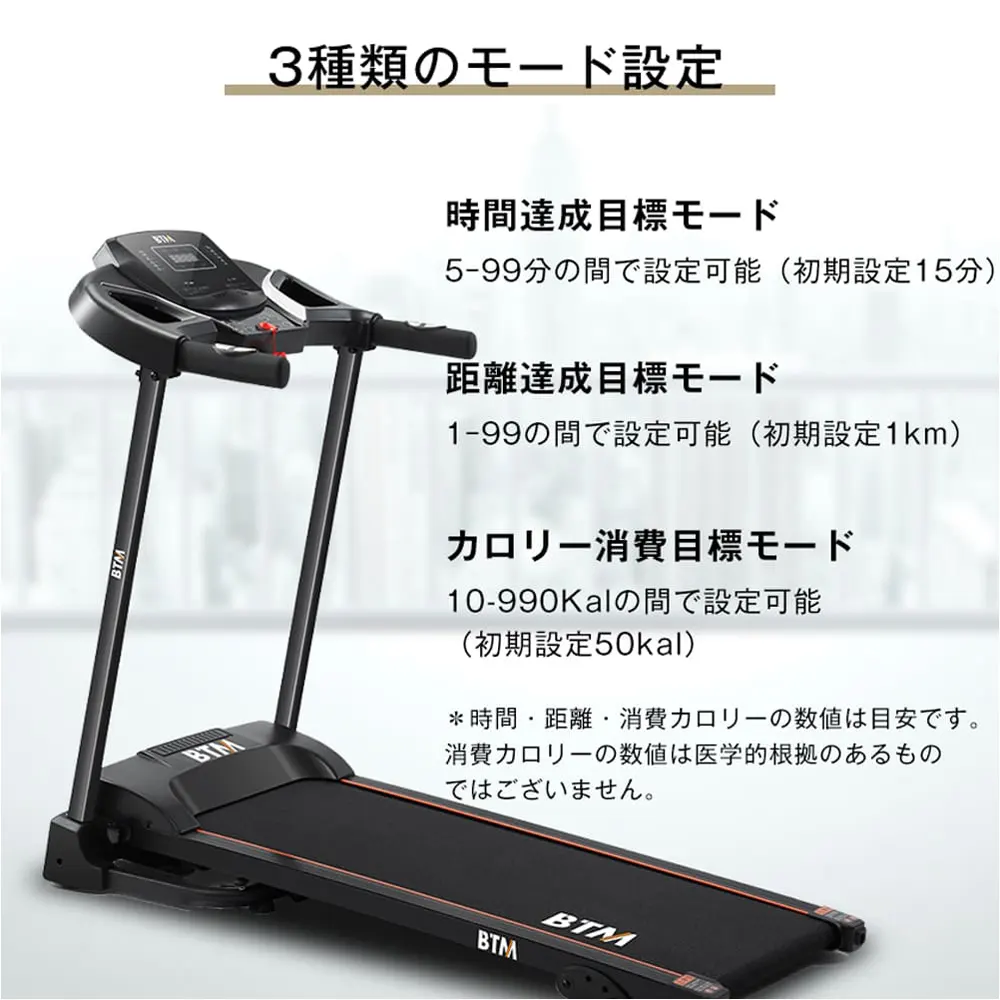 3種類のモード設定
時間達成目標モード
5-99分の間で設定可能（初期設定15分）
距離達成目標モード
1-99の間で設定可能（初期設定1km）
カロリー消費目標モード
10-990Kalの間で設定可能
（初期設定50kal）
＊時間・距離・消費カロリーの数値は目安です。
消費カロリーの数値は医学的根拠のあるもの
ではございません。
BTM
BTM
BTM
BTM
BTM